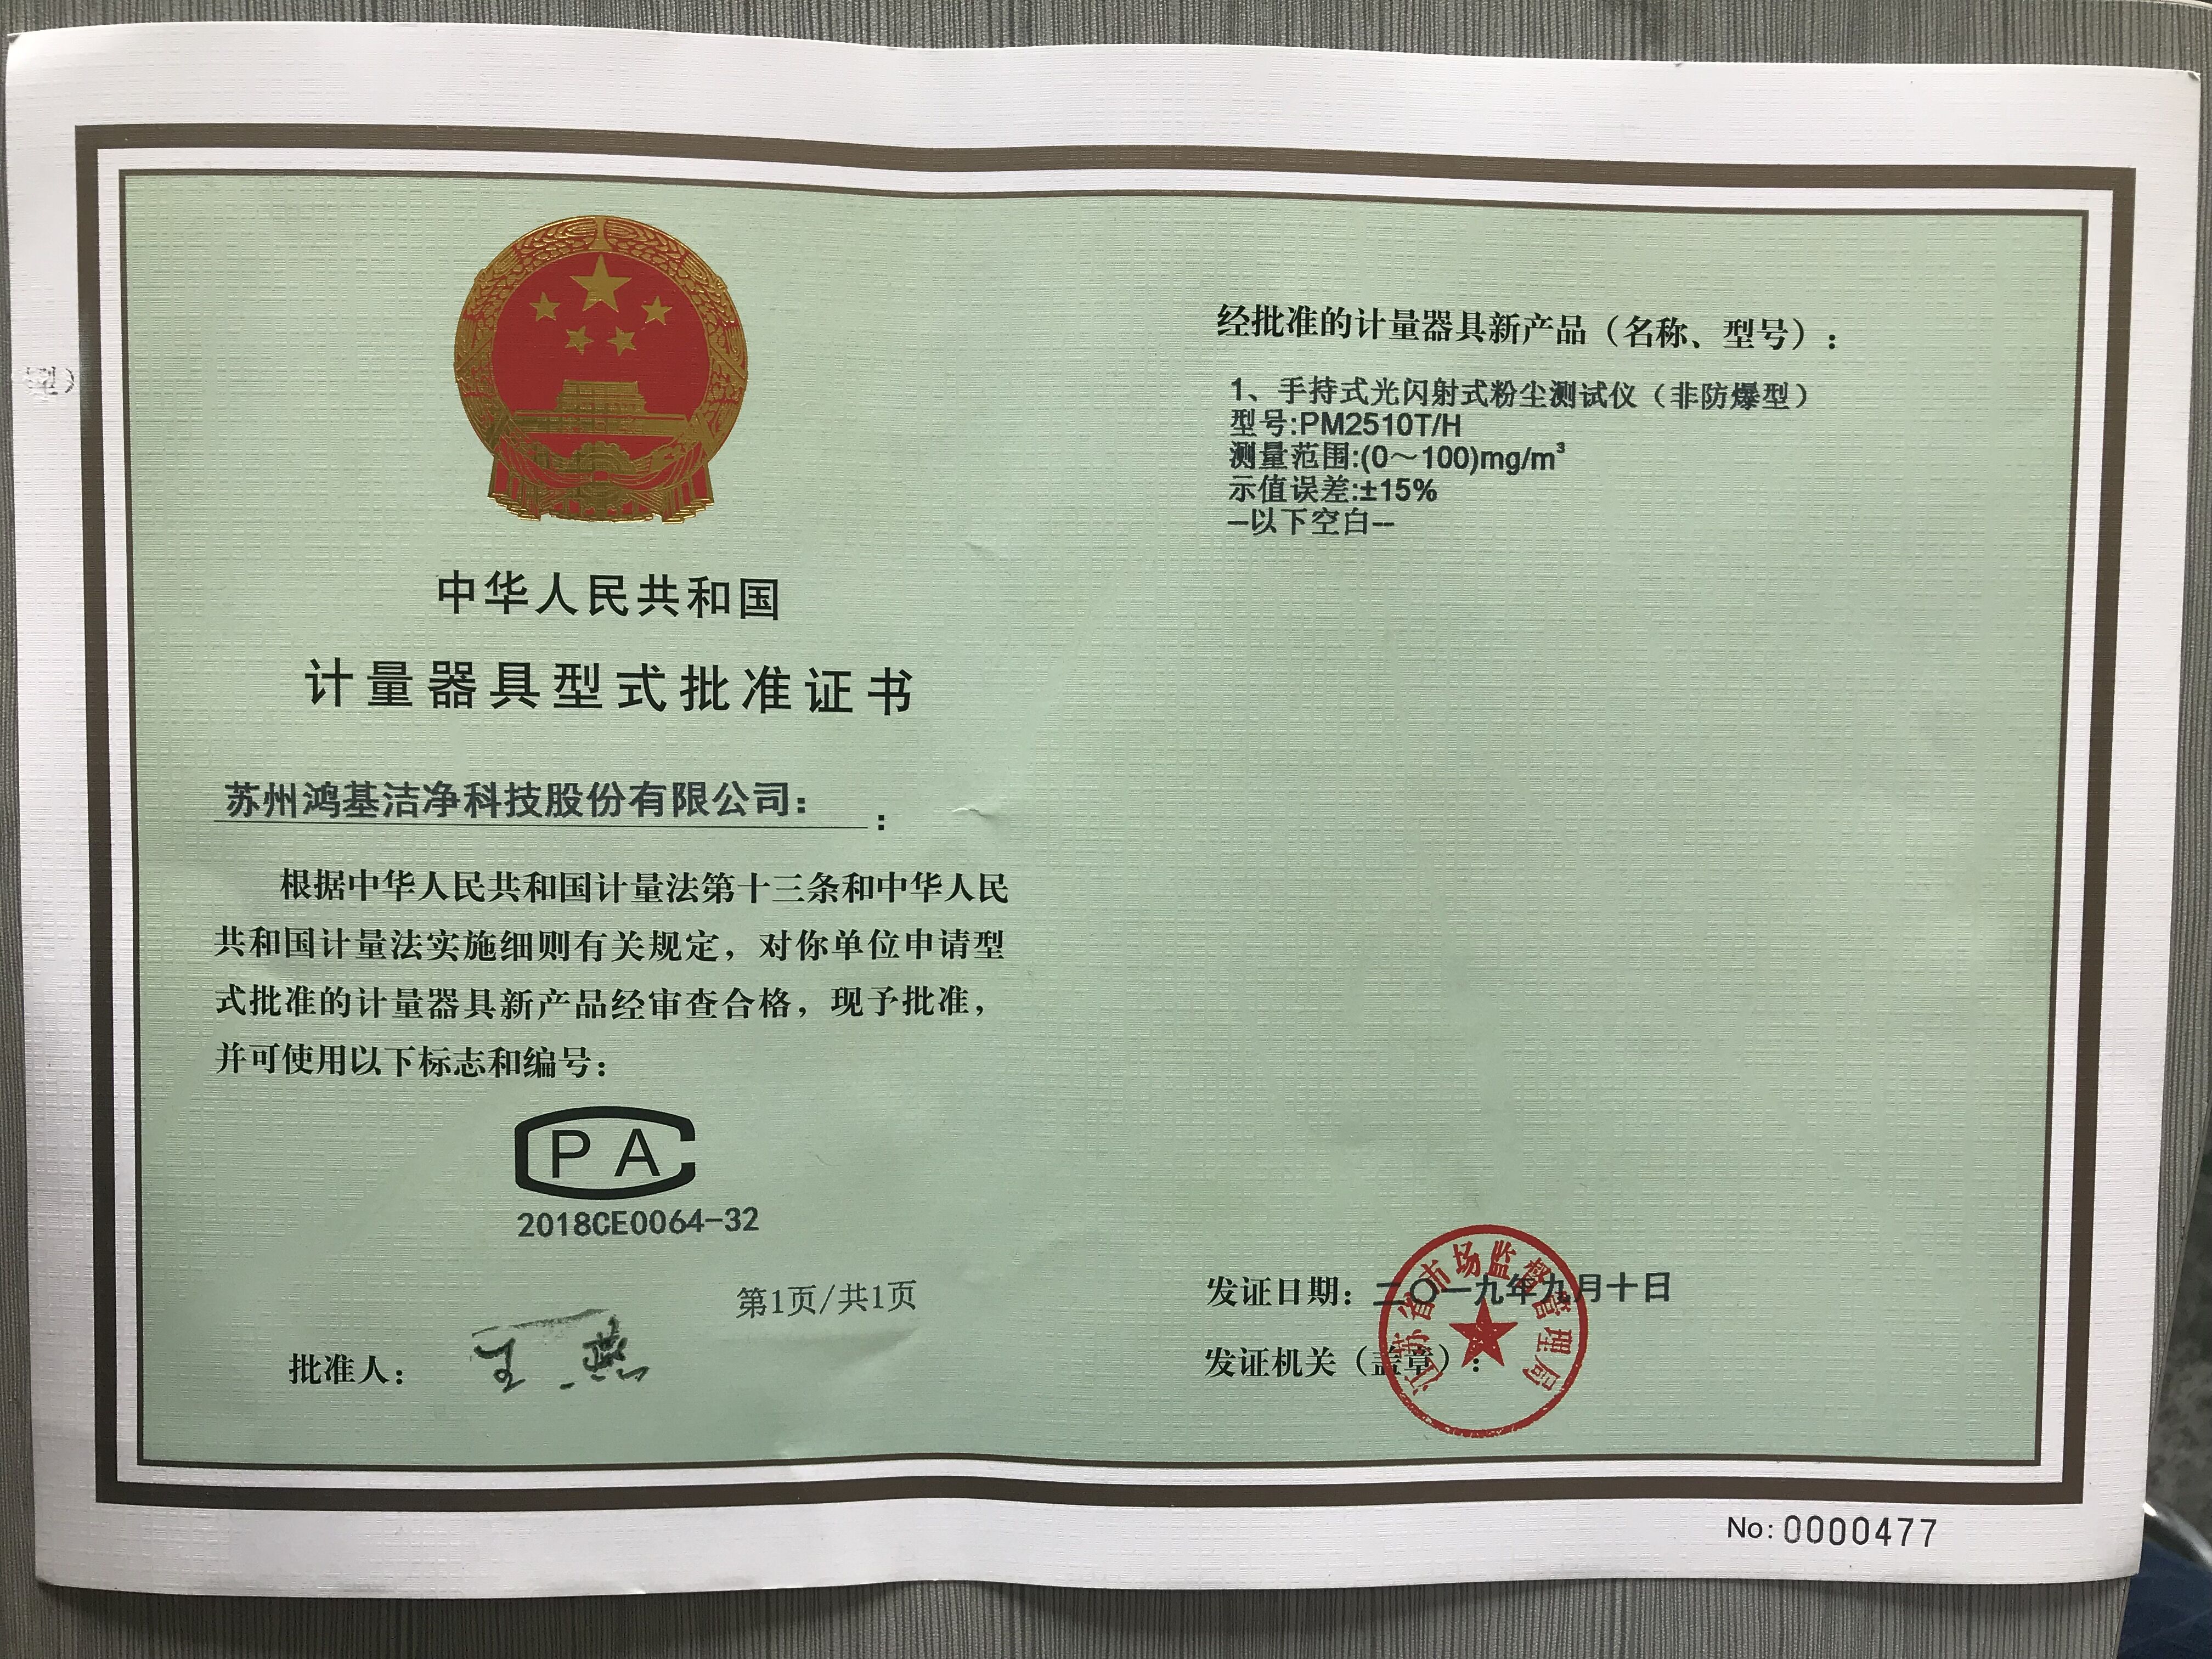 中华人民共和国
计量器具型式批准证书
苏州鸿基洁净科技股份有限公司：
：
根据中华人民共和国计量法第十三条和中华人民
共和国计量法实施细则有关规定，对你单位申请型
式批准的计量器具新产品经审查合格，现予批准，
并可使用以下标志和编号：
PA
2018CE0064-32
第1页/共1页
批准人：
经批准的计量器具新产品（名称、型号）：
1、手持式光闪射式粉尘测试仪（非防爆型）
型号:PM2510T/H
测量范围:(0～100)mg/m³
示值误差:±15%
--以下空白--
发证日期：二〇一九年九月十日
发证机关（盖章）：
江苏省市场监督管理局
No:0000477
型）